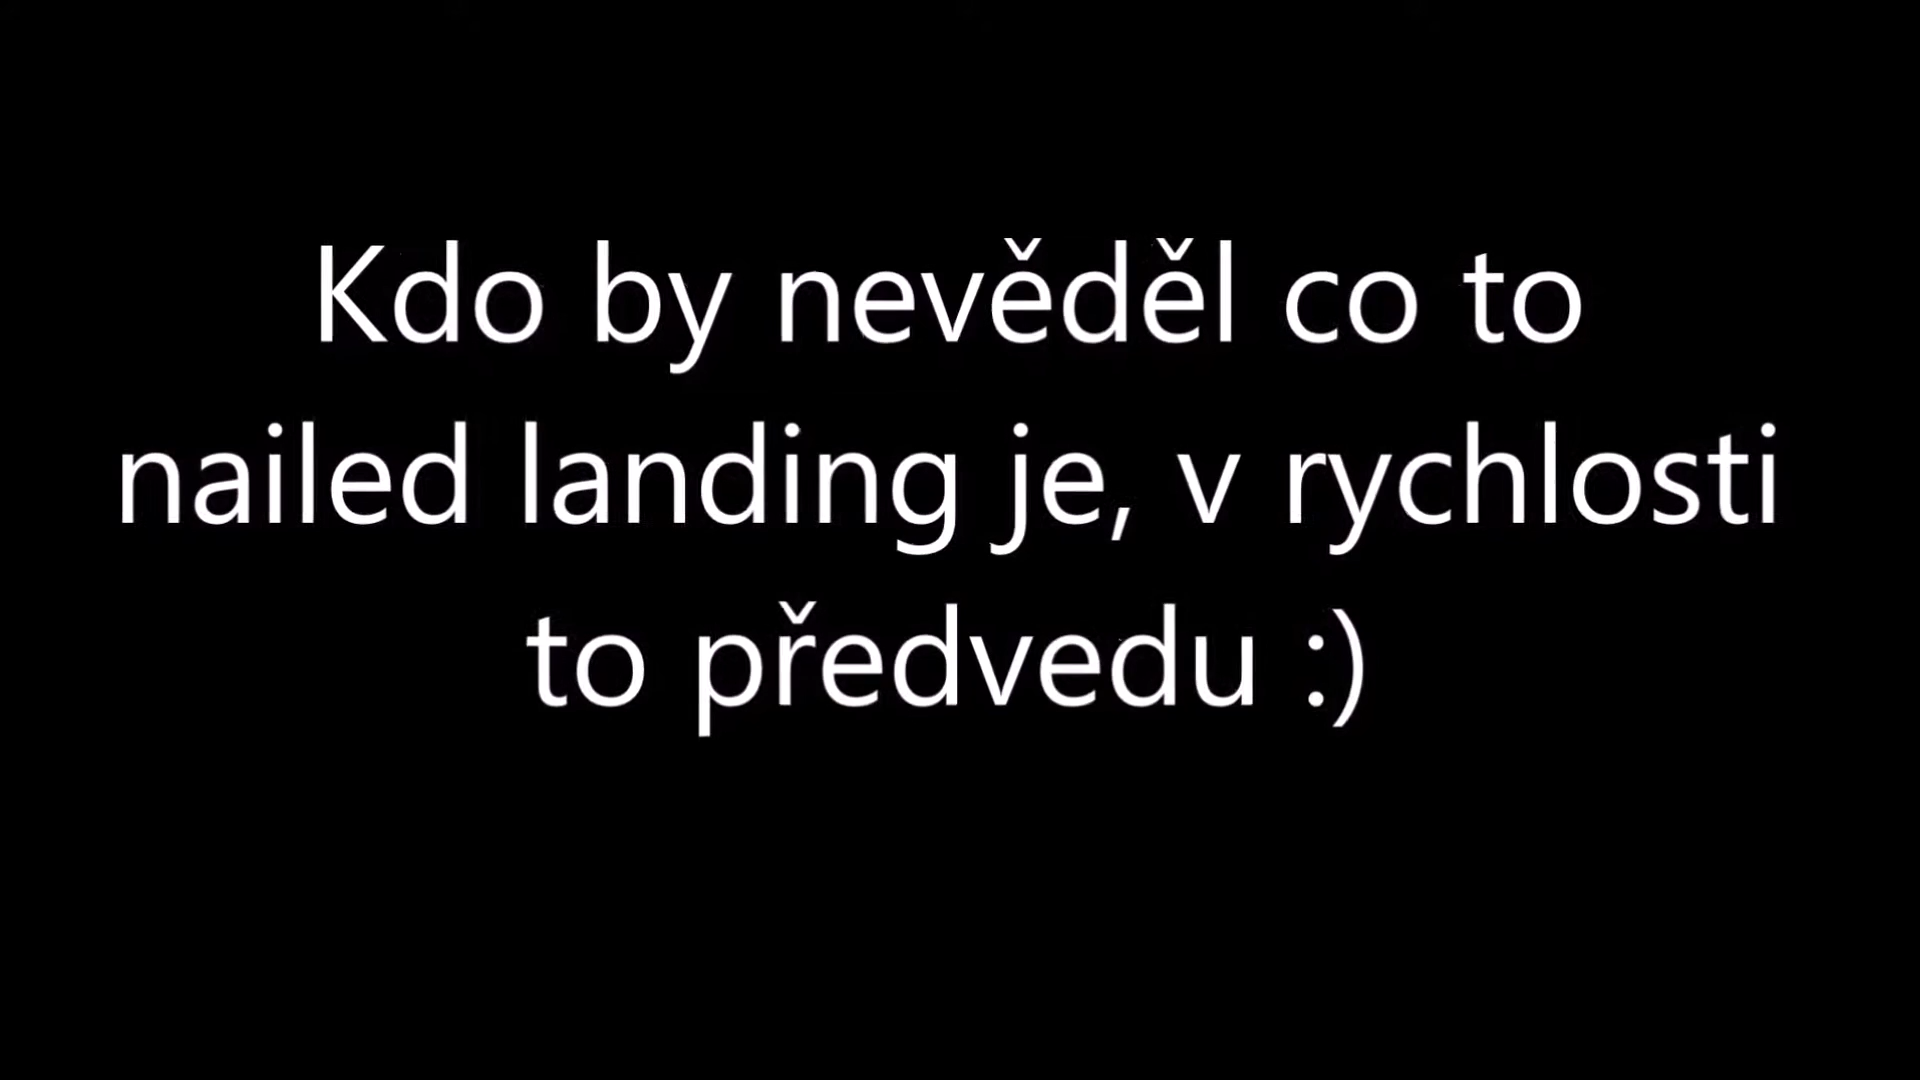 Kdo by nevěděl co to
nailed landing je, v rychlosti
to předvedu :)